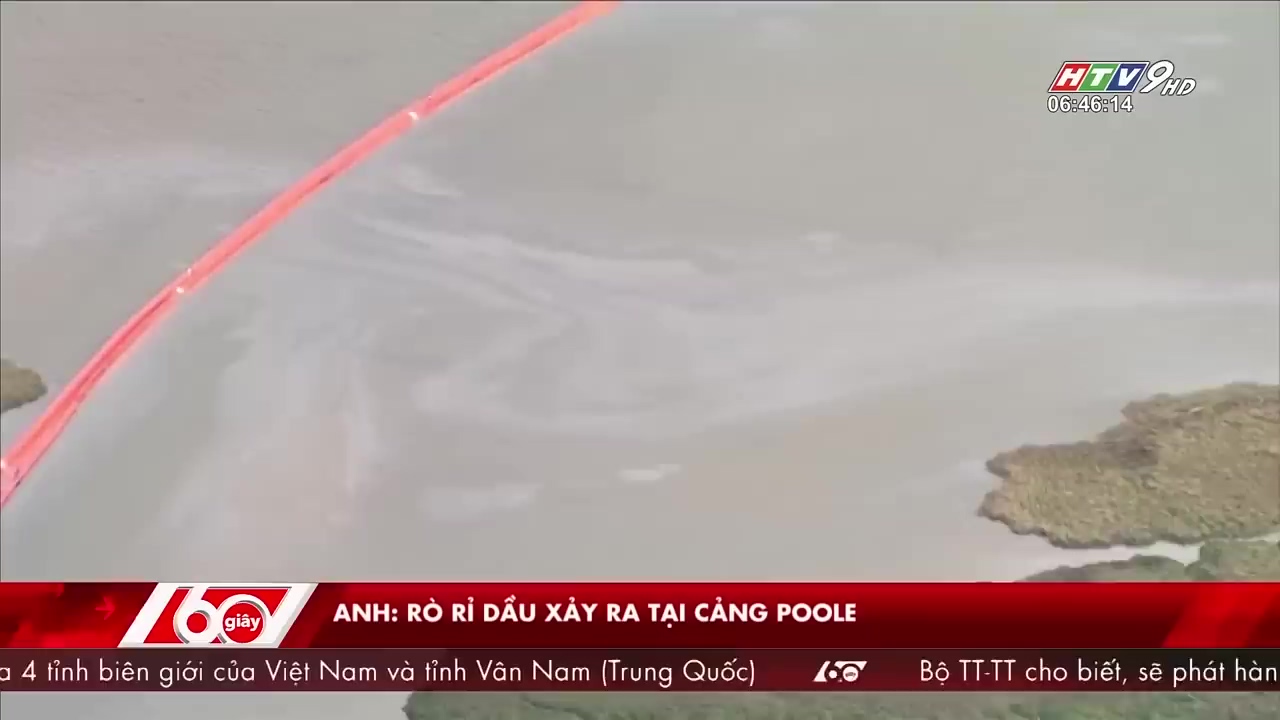 HTV9HD
06:46:14
60 giây
ANH: RÒ RỈ DẦU XẢY RA TẠI CẢNG POOLE
a 4 tỉnh biên giới của Việt Nam và tỉnh Vân Nam (Trung Quốc) 60 Bộ TT-TT cho biết, sẽ phát hàn